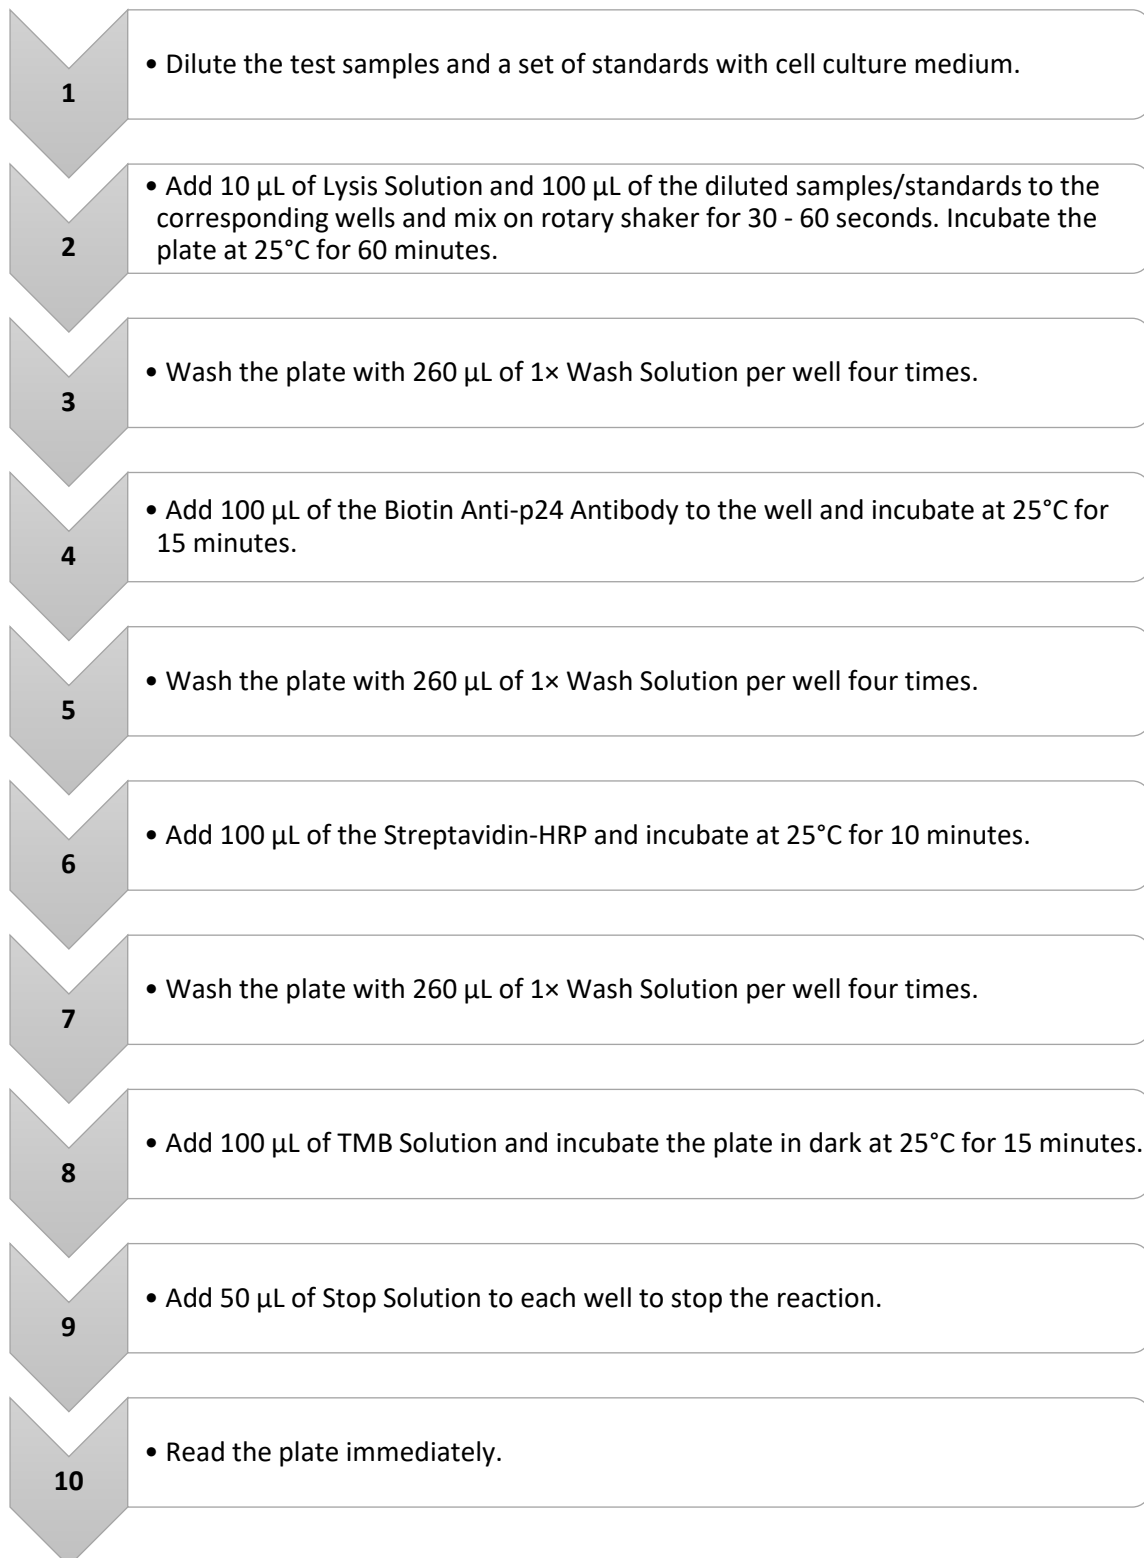 1
• Dilute the test samples and a set of standards with cell culture medium.
2
• Add 10 µL of Lysis Solution and 100 µL of the diluted samples/standards to the
corresponding wells and mix on rotary shaker for 30 - 60 seconds. Incubate the
plate at 25°C for 60 minutes.
3
• Wash the plate with 260 µL of 1× Wash Solution per well four times.
4
• Add 100 µL of the Biotin Anti-p24 Antibody to the well and incubate at 25°C for
15 minutes.
5
• Wash the plate with 260 µL of 1× Wash Solution per well four times.
6
• Add 100 µL of the Streptavidin-HRP and incubate at 25°C for 10 minutes.
7
• Wash the plate with 260 µL of 1× Wash Solution per well four times.
8
• Add 100 µL of TMB Solution and incubate the plate in dark at 25°C for 15 minutes.
9
• Add 50 µL of Stop Solution to each well to stop the reaction.
10
• Read the plate immediately.